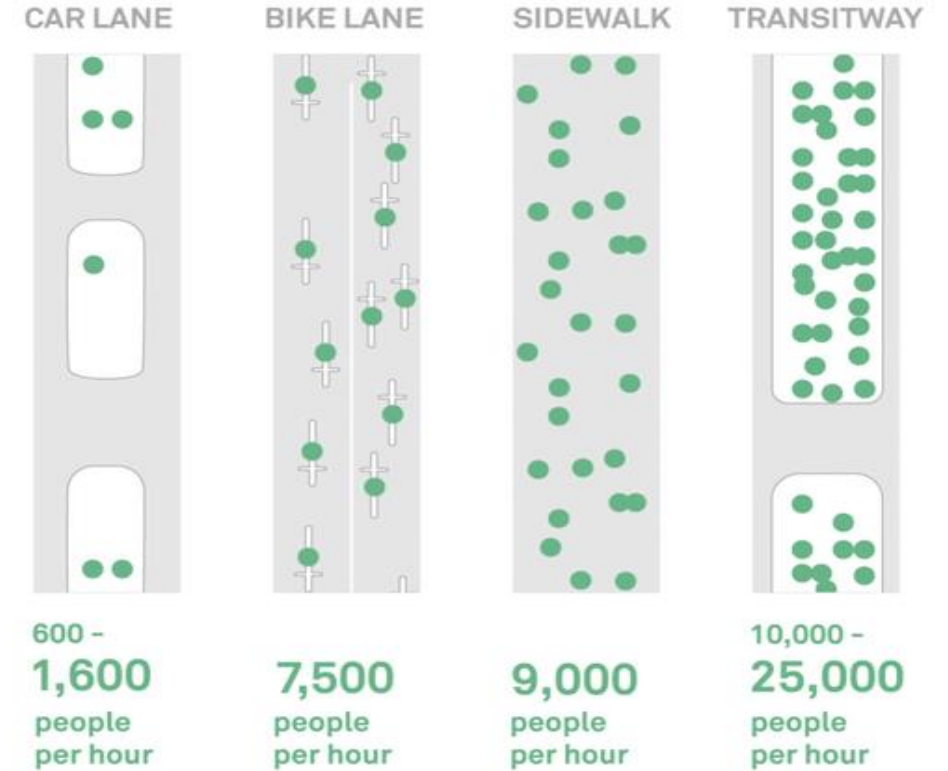 CAR LANE
BIKE LANE
SIDEWALK
TRANSITWAY
600 –
1,600
people
per hour
7,500
people
per hour
9,000
people
per hour
10,000 –
25,000
people
per hour